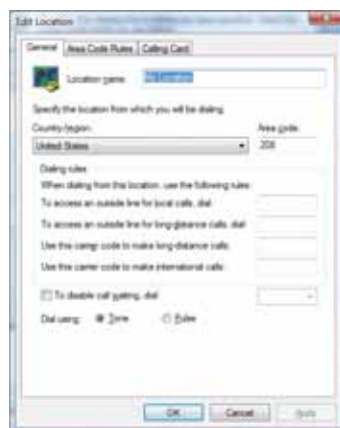 Edit Location
General Area Code Rules Calling Card
Location name: My Location
Specify the location from which you will be dialing.
Country/region: Area code:
United States 208
Dialing rules
When dialing from this location, use the following rules:
To access an outside line for local calls, dial:
To access an outside line for long-distance calls, dial:
Use this carrier code to make long-distance calls:
Use this carrier code to make international calls:
To disable call waiting, dial:
Dial using: Tone Pulse
OK Cancel Apply